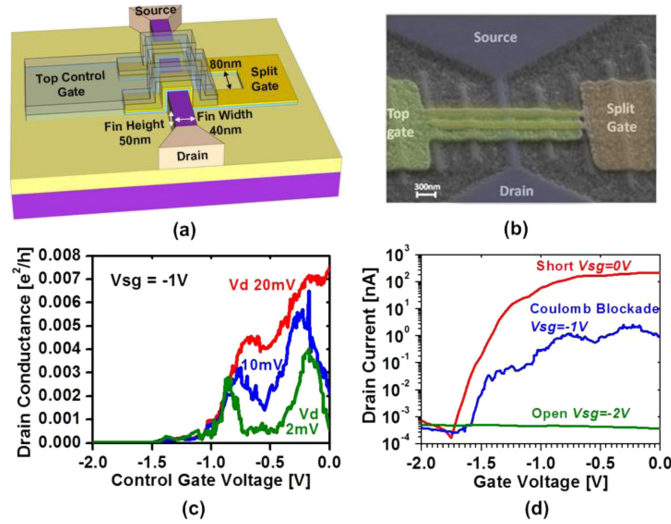 Source
Top Control
Gate
80nm
Split
Gate
Fin Height
50nm
Fin Width
40nm
Drain
(a)
Source
Top
gate
Split
Gate
Drain
300nm
(b)
Drain Conductance [e²/h]
0.008
0.007
0.006
0.005
0.004
0.003
0.002
0.001
0.000
Vsg = -1V
Vd 20mV
10mV
Vd
2mV
-2.0 -1.5 -1.0 -0.5 0.0
Control Gate Voltage [V]
(c)
Drain Current [nA]
10³
10²
10¹
10⁰
10⁻¹
10⁻²
10⁻³
10⁻⁴
Short Vsg=0V
Coulomb Blockade
Vsg=-1V
Open Vsg=-2V
-2.0 -1.5 -1.0 -0.5 0.0
Gate Voltage [V]
(d)